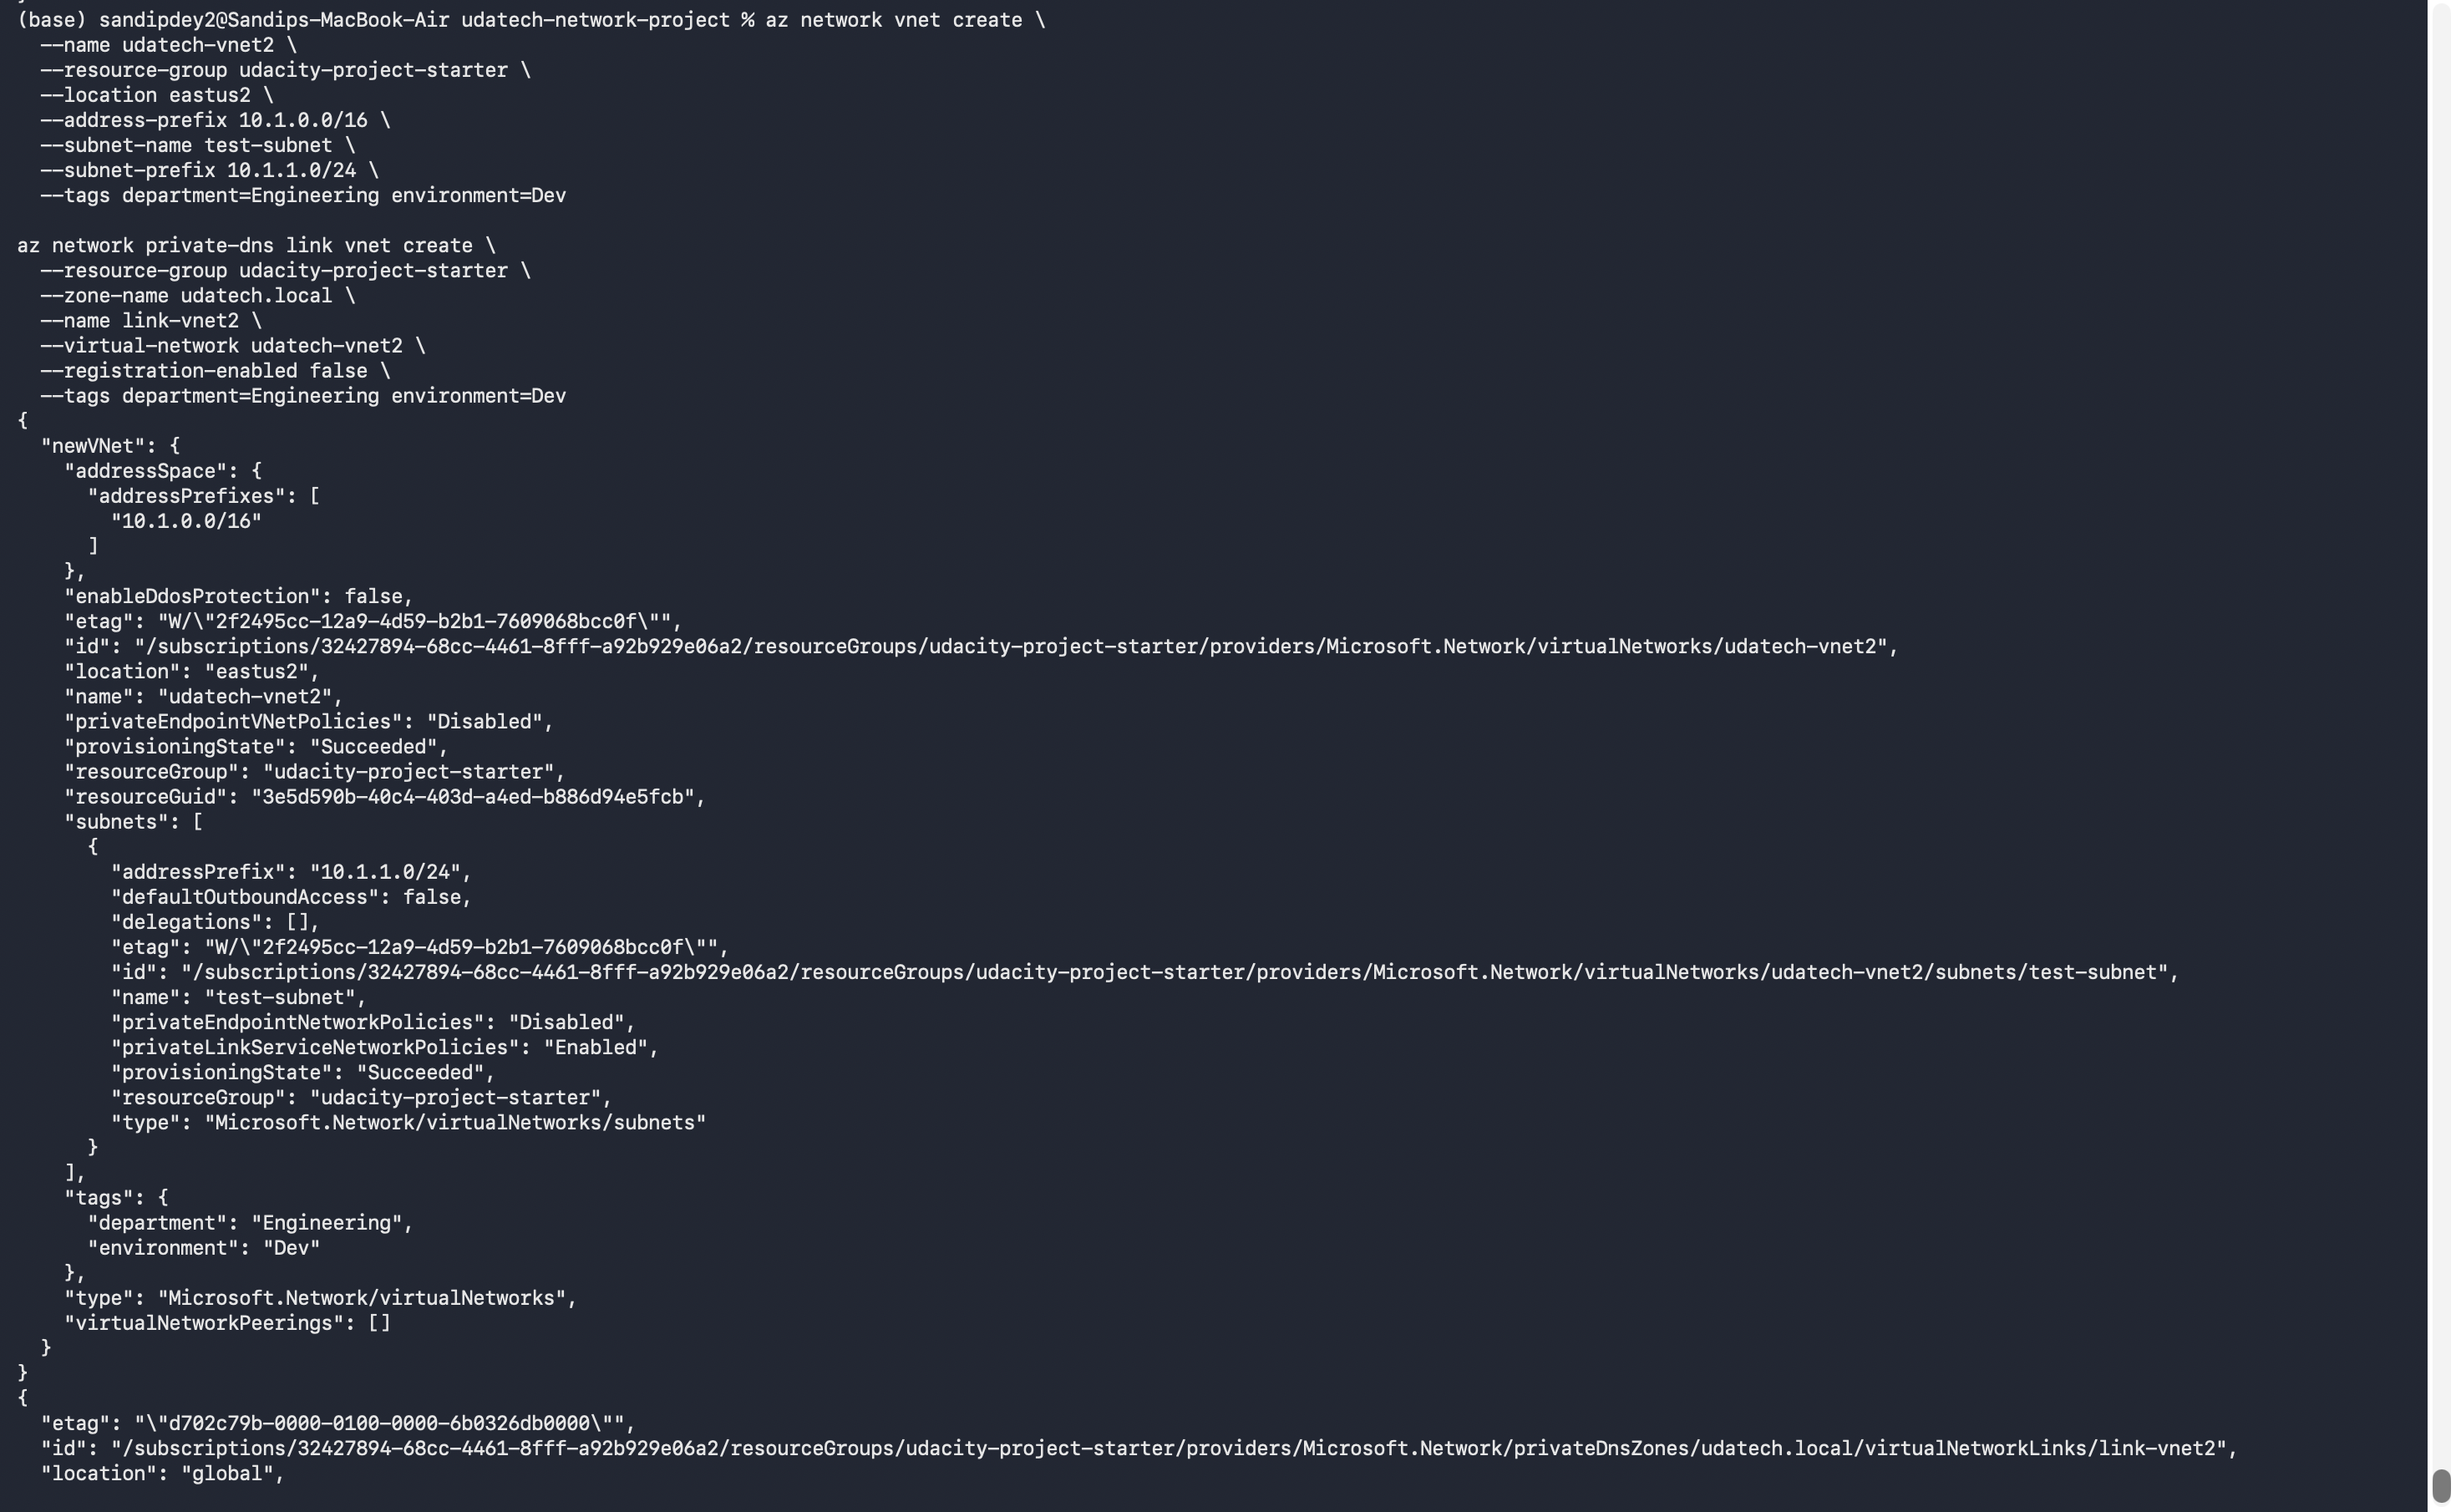 (base) sandipdey2@Sandips-MacBook-Air udatech-network-project % az network vnet create \
  --name udatech-vnet2 \
  --resource-group udacity-project-starter \
  --location eastus2 \
  --address-prefix 10.1.0.0/16 \
  --subnet-name test-subnet \
  --subnet-prefix 10.1.1.0/24 \
  --tags department=Engineering environment=Dev

az network private-dns link vnet create \
  --resource-group udacity-project-starter \
  --zone-name udatech.local \
  --name link-vnet2 \
  --virtual-network udatech-vnet2 \
  --registration-enabled false \
  --tags department=Engineering environment=Dev
{
  "newVNet": {
    "addressSpace": {
      "addressPrefixes": [
        "10.1.0.0/16"
      ]
    },
    "enableDdosProtection": false,
    "etag": "W/\"2f2495cc-12a9-4d59-b2b1-7609068bcc0f\"",
    "id": "/subscriptions/32427894-68cc-4461-8fff-a92b929e06a2/resourceGroups/udacity-project-starter/providers/Microsoft.Network/virtualNetworks/udatech-vnet2",
    "location": "eastus2",
    "name": "udatech-vnet2",
    "privateEndpointVNetPolicies": "Disabled",
    "provisioningState": "Succeeded",
    "resourceGroup": "udacity-project-starter",
    "resourceGuid": "3e5d590b-40c4-403d-a4ed-b886d94e5fcb",
    "subnets": [
      {
        "addressPrefix": "10.1.1.0/24",
        "defaultOutboundAccess": false,
        "delegations": [],
        "etag": "W/\"2f2495cc-12a9-4d59-b2b1-7609068bcc0f\"",
        "id": "/subscriptions/32427894-68cc-4461-8fff-a92b929e06a2/resourceGroups/udacity-project-starter/providers/Microsoft.Network/virtualNetworks/udatech-vnet2/subnets/test-subnet",
        "name": "test-subnet",
        "privateEndpointNetworkPolicies": "Disabled",
        "privateLinkServiceNetworkPolicies": "Enabled",
        "provisioningState": "Succeeded",
        "resourceGroup": "udacity-project-starter",
        "type": "Microsoft.Network/virtualNetworks/subnets"
      }
    ],
    "tags": {
      "department": "Engineering",
      "environment": "Dev"
    },
    "type": "Microsoft.Network/virtualNetworks",
    "virtualNetworkPeerings": []
  }
}
{
  "etag": "\"d702c79b-0000-0100-0000-6b0326db0000\"",
  "id": "/subscriptions/32427894-68cc-4461-8fff-a92b929e06a2/resourceGroups/udacity-project-starter/providers/Microsoft.Network/privateDnsZones/udatech.local/virtualNetworkLinks/link-vnet2",
  "location": "global",